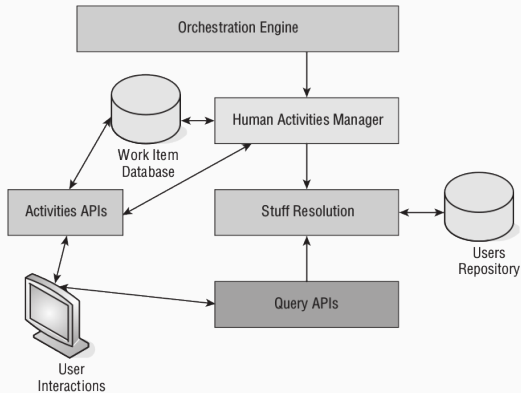 Orchestration Engine
Human Activities Manager
Work Item
Database
Activities APIs
Stuff Resolution
Users
Repository
Query APIs
User
Interactions